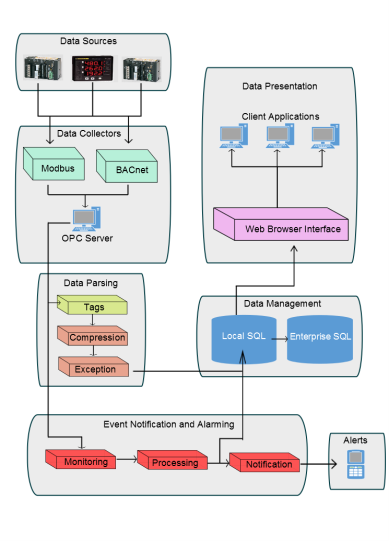 Data Sources
Data Collectors
Modbus
BACnet
OPC Server
Data Presentation
Client Applications
Web Browser Interface
Data Parsing
Tags
Compression
Exception
Data Management
Local SQL
Enterprise SQL
Event Notification and Alarming
Monitoring
Processing
Notification
Alerts